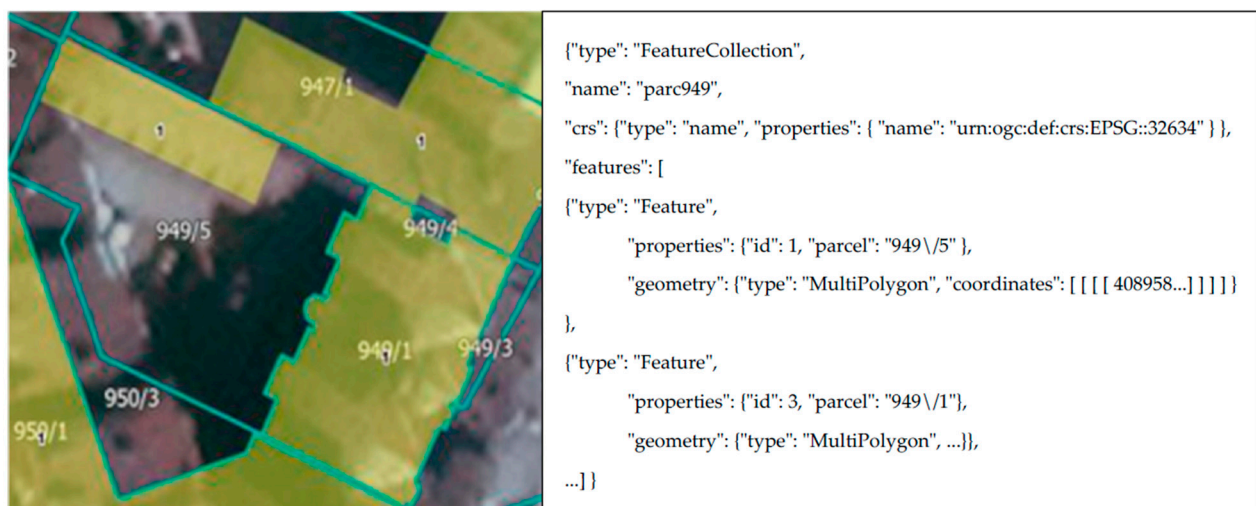 2
947/1
1
1
949/5
949/4
949/1
1
949/3
950/3
950/1
1
{"type": "FeatureCollection",
"name": "parc949",
"crs": {"type": "name", "properties": { "name": "urn:ogc:def:crs:EPSG::32634" } },
"features": [
{"type": "Feature",
"properties": {"id": 1, "parcel": "949\/5" },
"geometry": {"type": "MultiPolygon", "coordinates": [ [ [ [ 408958...] ] ] ] }
},
{"type": "Feature",
"properties": {"id": 3, "parcel": "949\/1"},
"geometry": {"type": "MultiPolygon", ...}},
...] }